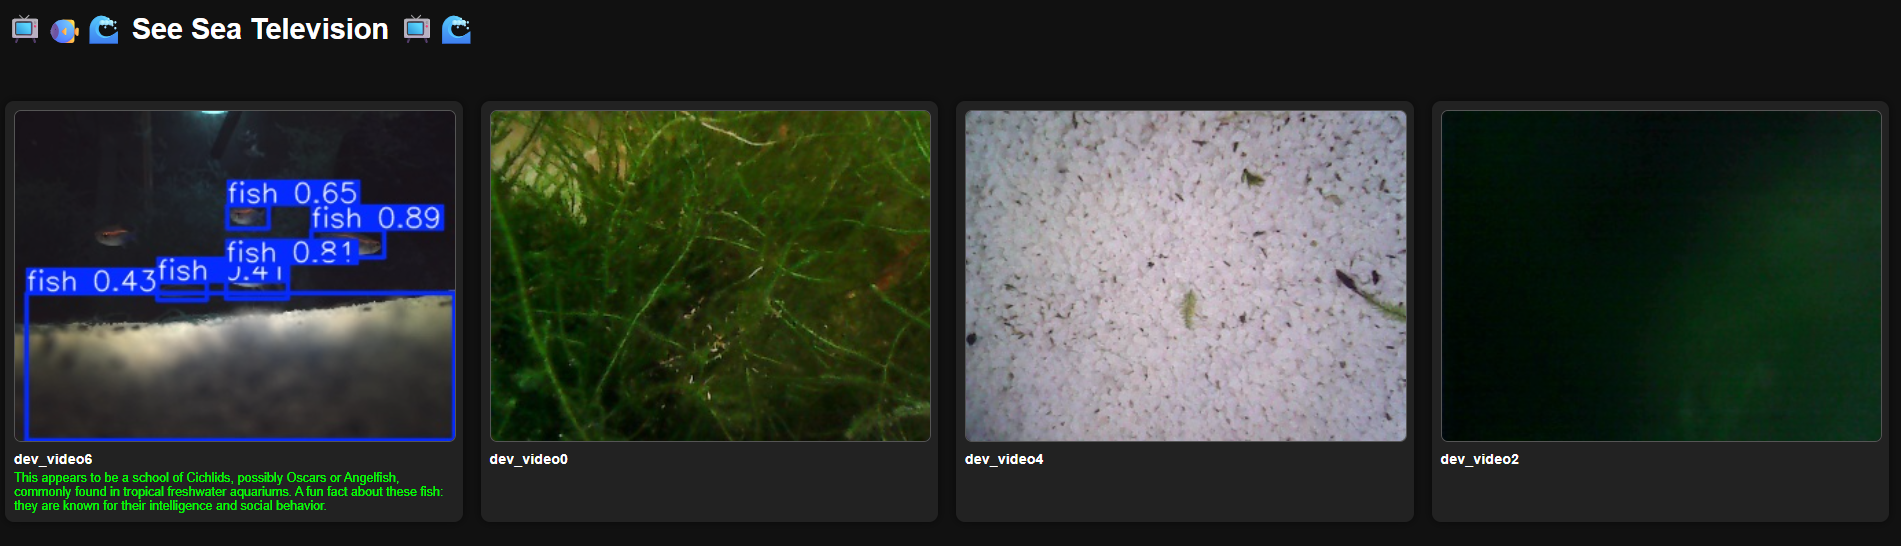 See Sea Television
fish 0.65
fish 0.89
fish 0.81
fish 0.41
fish 0.43
dev_video6
This appears to be a school of Cichlids, possibly Oscars or Angelfish,
commonly found in tropical freshwater aquariums. A fun fact about these fish:
they are known for their intelligence and social behavior.
dev_video0
dev_video4
dev_video2